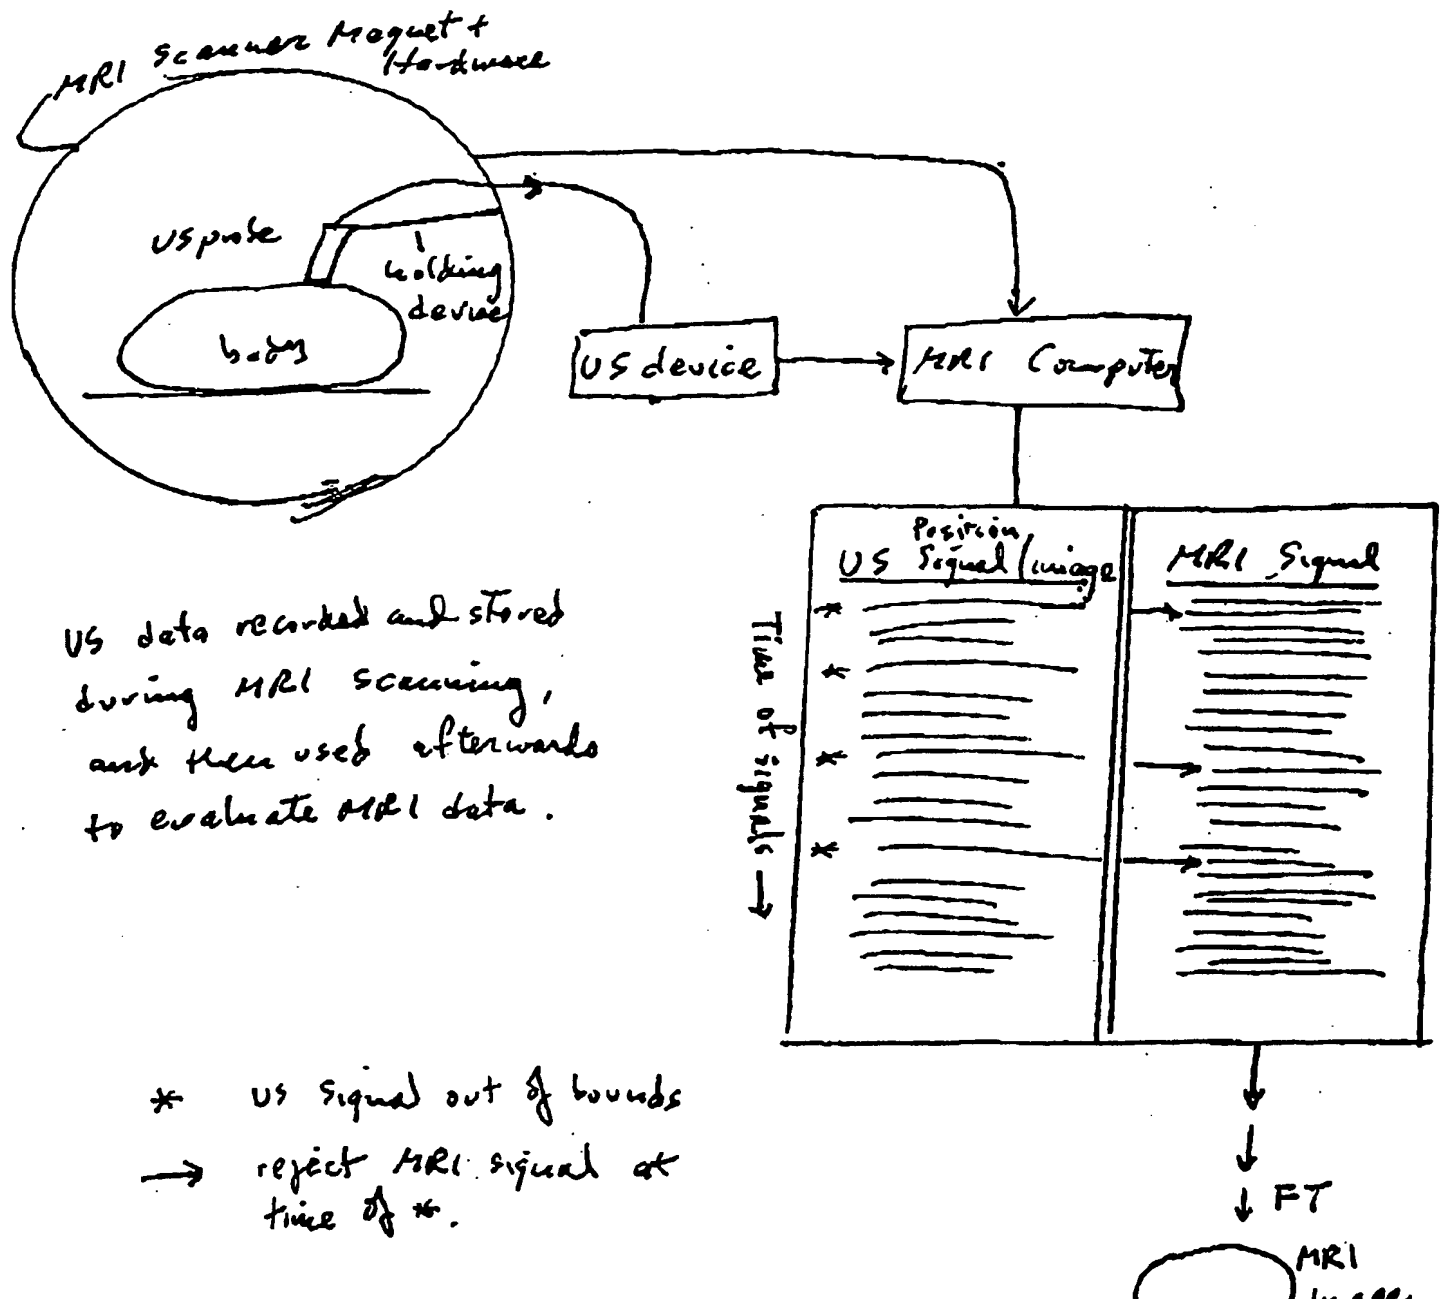 MRI Scanner Magnet +
Hardware
US probe
holding
device
body
US device
MRI Computer
Position
US Signal/image
MRI Signal
Time of signals →
*
*
*
*
US data recorded and stored
during MRI scanning,
and then used afterwards
to evaluate MRI data.
* US signal out of bounds
→ reject MRI signal at
time of *.
FT
MRI